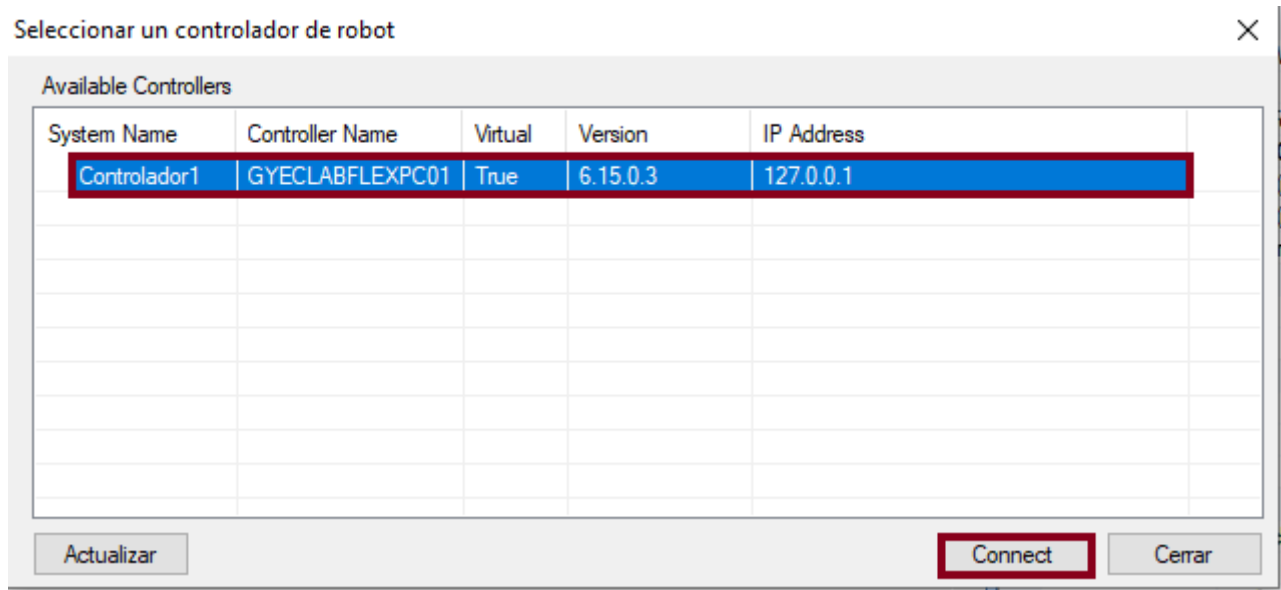 Seleccionar un controlador de robot
Available Controllers
System Name Controller Name Virtual Version IP Address
Controlador1 GYECLABFLEXPC01 True 6.15.0.3 127.0.0.1
Actualizar Connect Cerrar